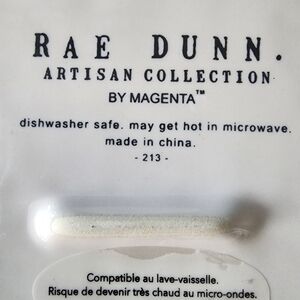 RAE DUNN.
ARTISAN COLLECTION
BY MAGENTA™
dishwasher safe. may get hot in microwave.
made in china.
- 213 -
Compatible au lave-vaisselle.
Risque de devenir très chaud au micro-ondes.